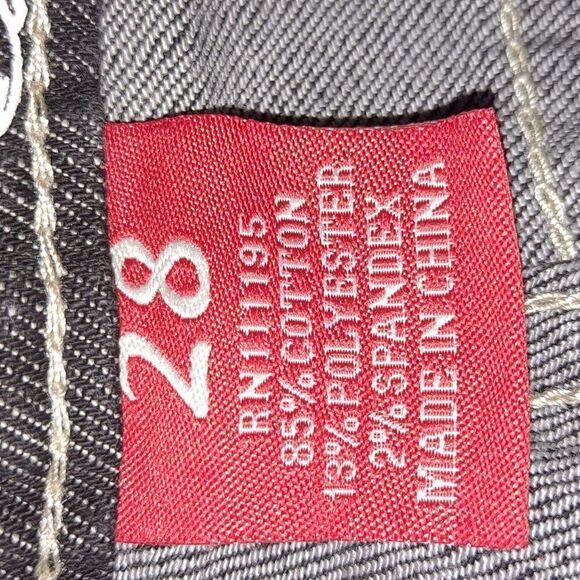 28
RN111195
85% COTTON
13% POLYESTER
2% SPANDEX
MADE IN CHINA